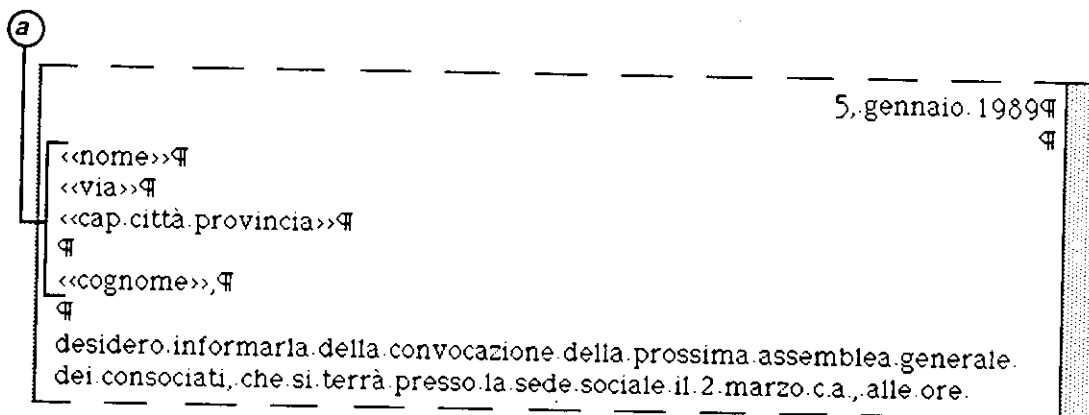 a
5,.gennaio.1989¶
¶
‹‹nome››¶
‹‹via››¶
‹‹cap.città.provincia››¶
¶
‹‹cognome››,¶
¶
desidero.informarla.della.convocazione.della.prossima.assemblea.generale.
dei.consociati,.che.si.terrà.presso.la.sede.sociale.il.2.marzo.c.a.,.alle.ore.